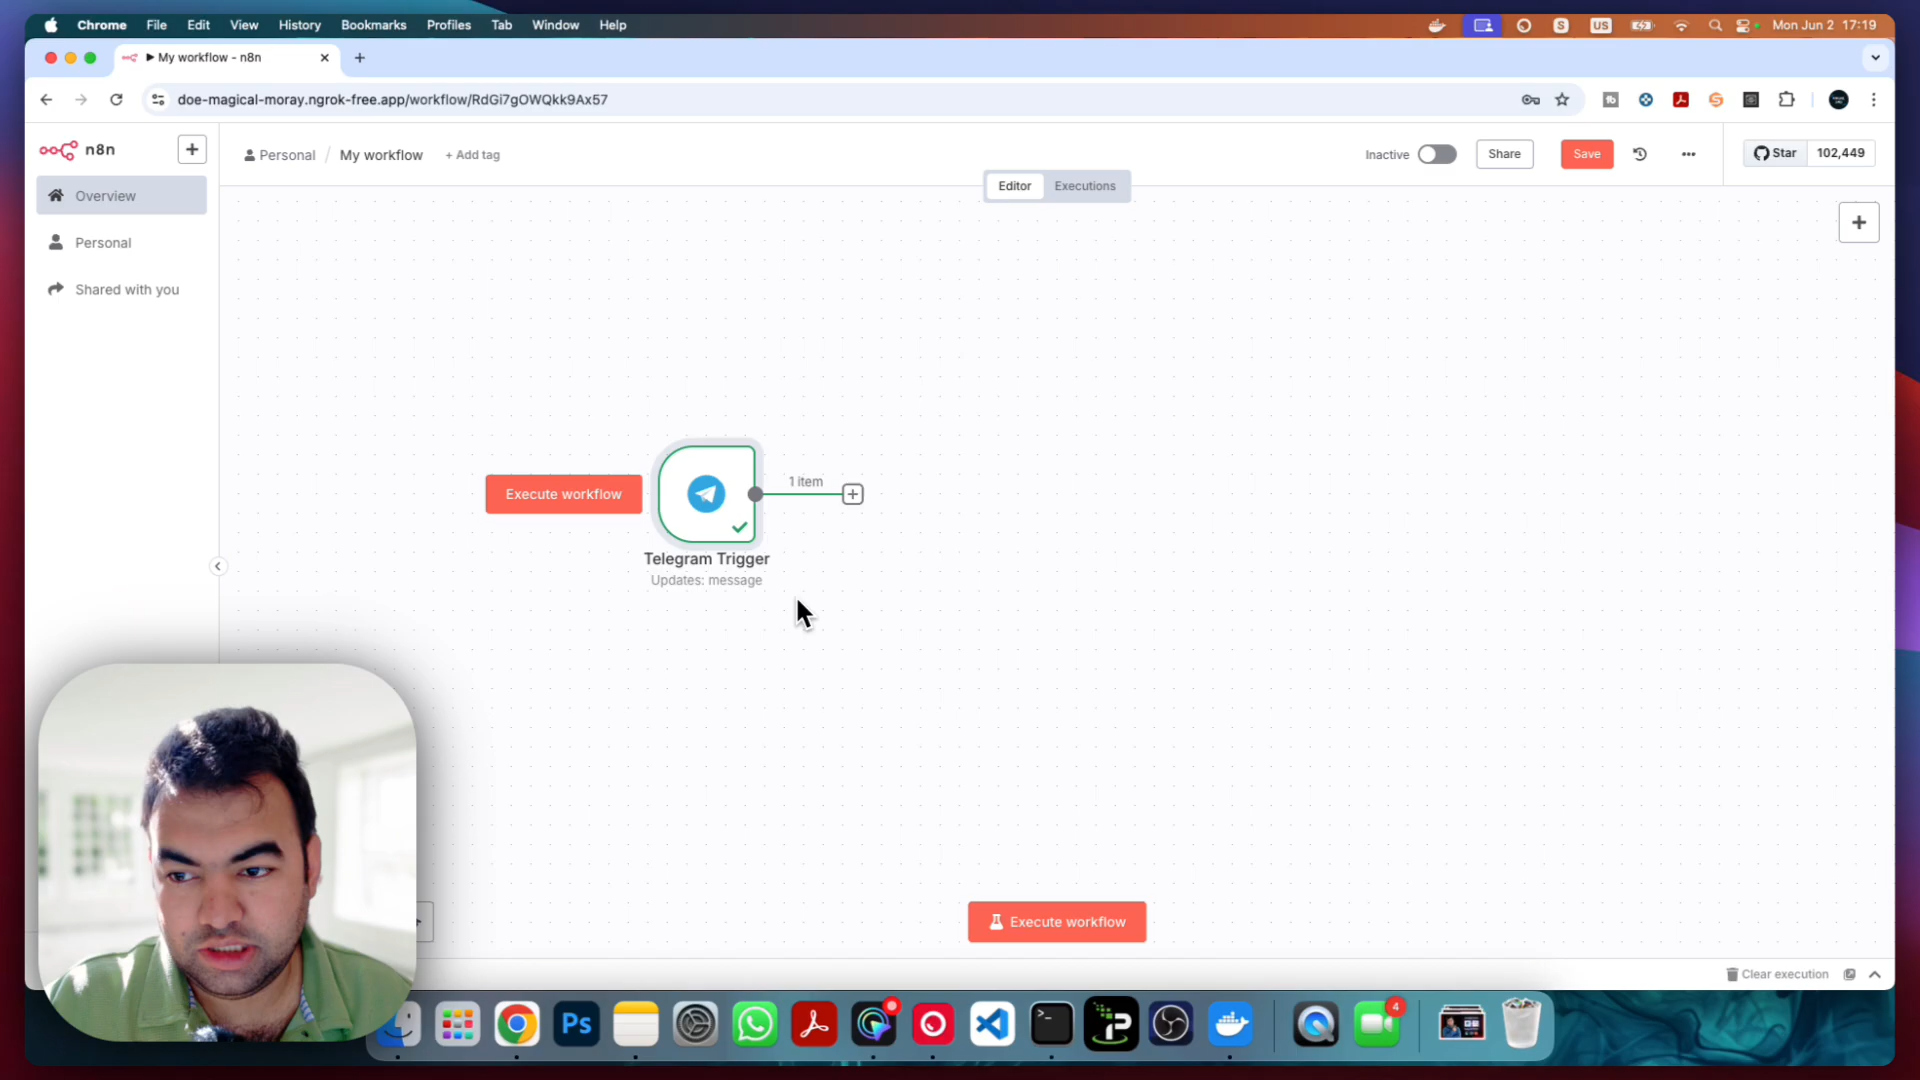 Chrome File Edit View History Bookmarks Profiles Tab Window Help
S US Mon Jun 2 17:19
My workflow - n8n
doe-magical-moray.ngrok-free.app/workflow/RdGi7gOWQkk9Ax57
n8n
Personal / My workflow + Add tag
Inactive Share Save Star 102,449
Editor Executions
Overview
Personal
Shared with you
Execute workflow
1 item
Telegram Trigger
Updates: message
Execute workflow
Clear execution
Ps
4